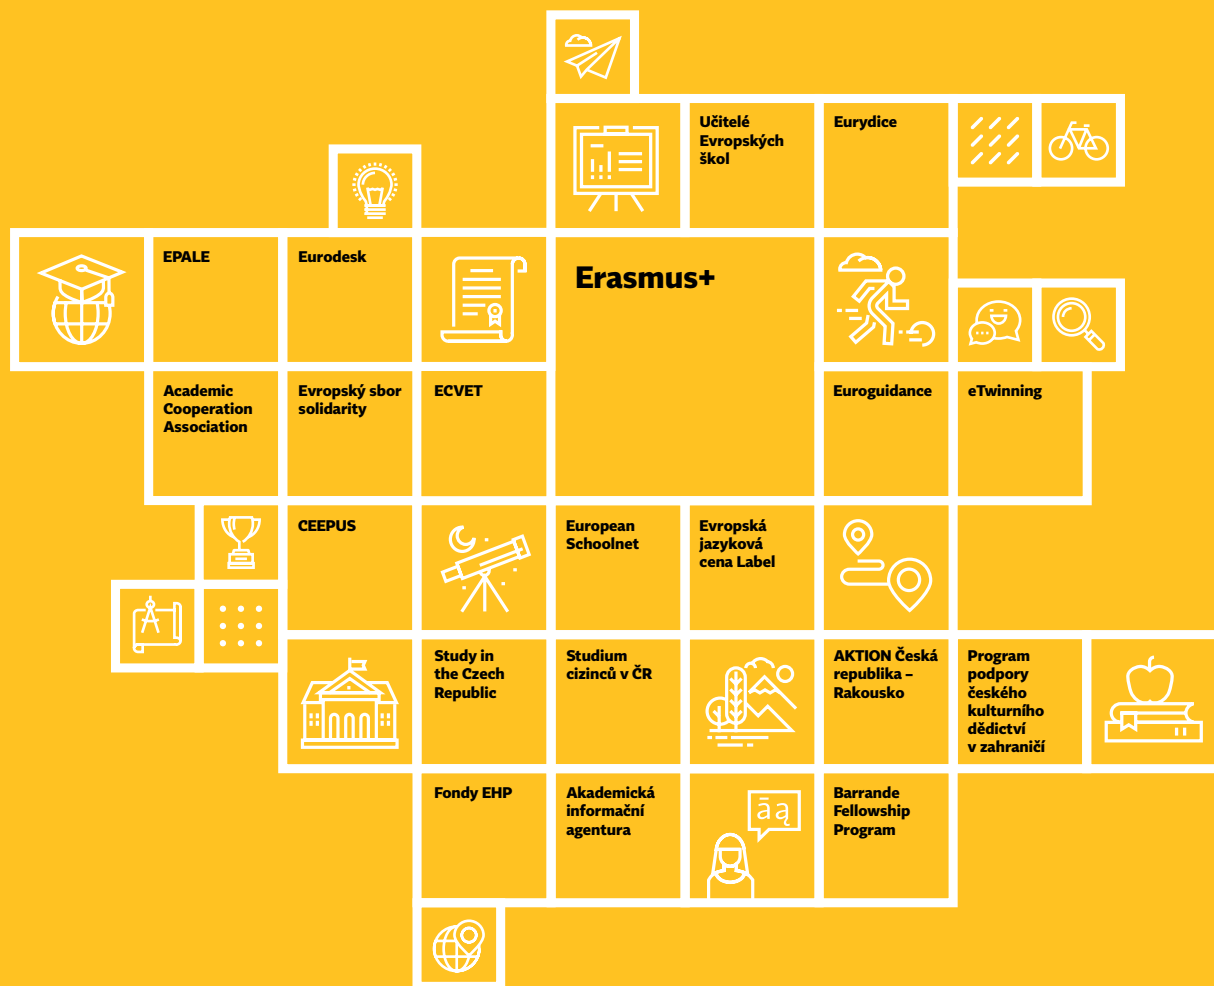 Učitelé
Evropských
škol
Eurydice
EPALE
Eurodesk
Erasmus+
Academic
Cooperation
Association
Evropský sbor
solidarity
ECVET
Euroguidance
eTwinning
CEEPUS
European
Schoolnet
Evropská
jazyková
cena Label
Study in
the Czech
Republic
Studium
cizinců v ČR
AKTION Česká
republika –
Rakousko
Program
podpory
českého
kulturního
dědictví
v zahraničí
Fondy EHP
Akademická
informační
agentura
āą
Barrande
Fellowship
Program